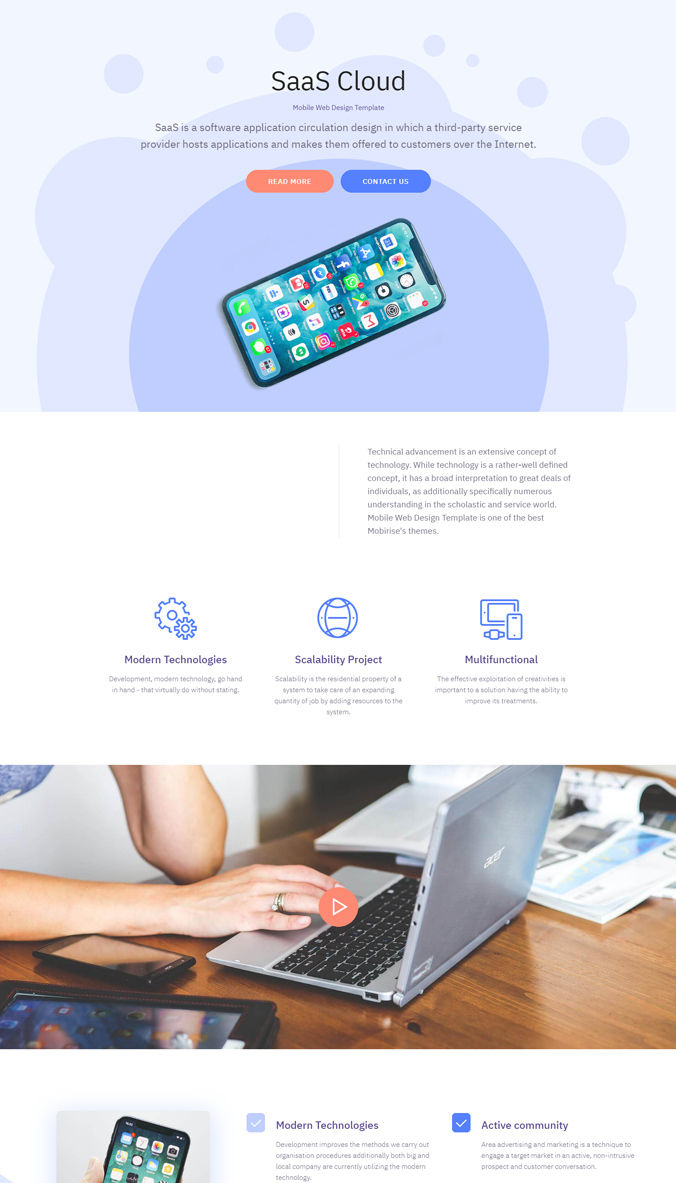 SaaS Cloud
Mobile Web Design Template
SaaS is a software application circulation design in which a third-party service
provider hosts applications and makes them offered to customers over the Internet.
READ MORE
CONTACT US
Technical advancement is an extensive concept of
technology. While technology is a rather-well defined
concept, it has a broad interpretation to great deals of
individuals, as additionally specifically numerous
understanding in the scholastic and service world.
Mobile Web Design Template is one of the best
Mobirise's themes.
Modern Technologies
Development, modern technology, go hand
in hand - that virtually do without stating.
Scalability Project
Scalability is the residential property of a
system to take care of an expanding
quantity of job by adding resources to the
system.
Multifunctional
The effective exploitation of creativities is
important to a solution having the ability to
improve its treatments.
acer
Modern Technologies
Development improves the methods we carry out
organisation procedures additionally both big and
local company are currently utilizing the modern
technology.
Active community
Area advertising and marketing is a technique to
engage a target market in an active, non-intrusive
prospect and customer conversation.